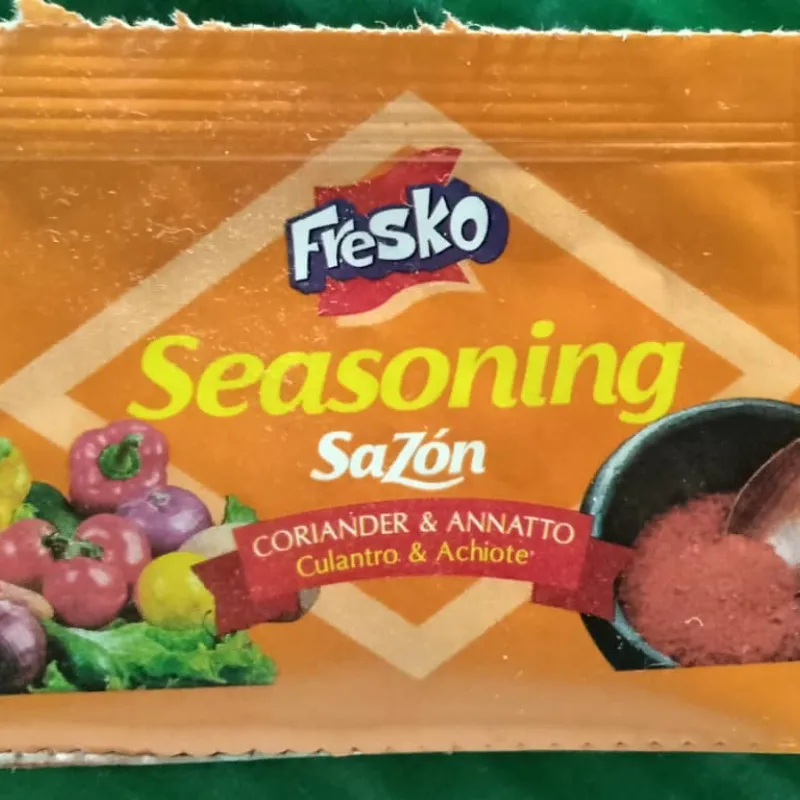 Fresko
Seasoning
Sazón
CORIANDER & ANNATTO
Culantro & Achiote